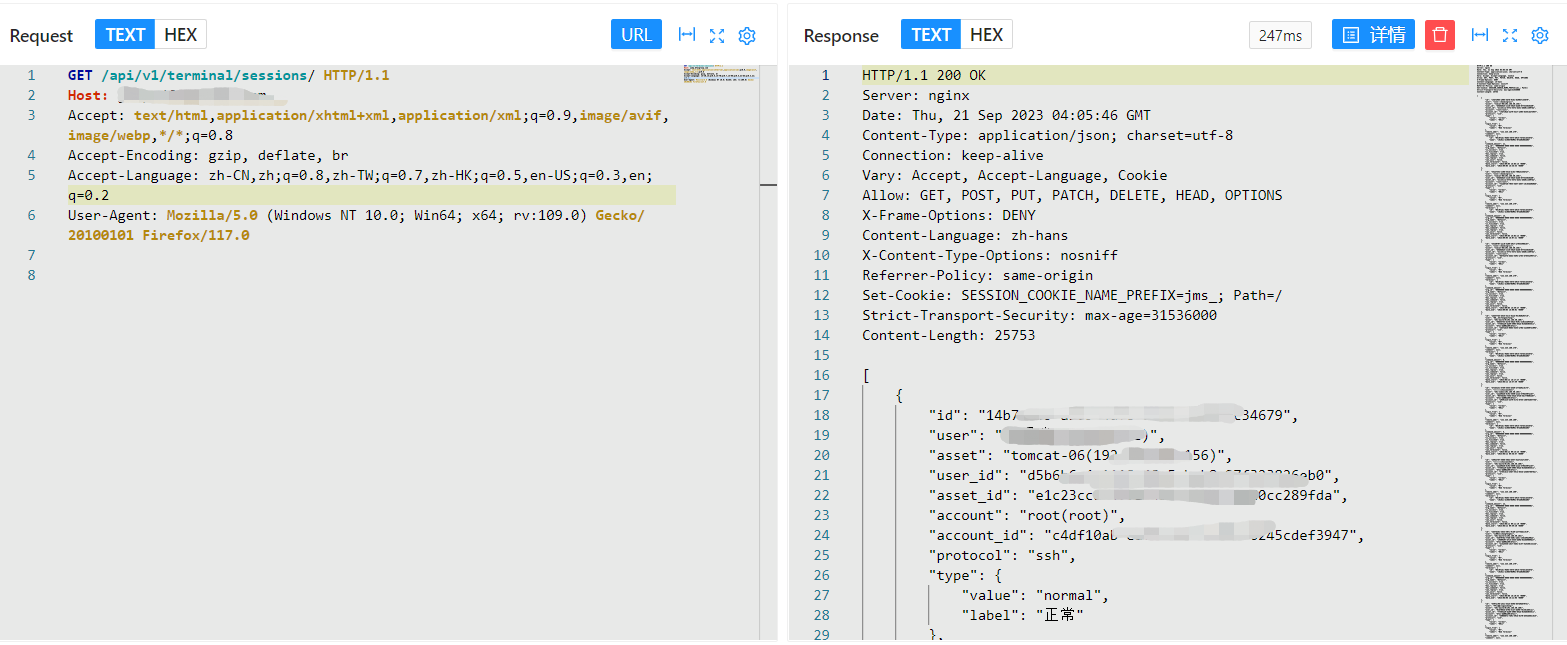 Request TEXT HEX URL
1 GET /api/v1/terminal/sessions/ HTTP/1.1
2 Host:
3 Accept: text/html,application/xhtml+xml,application/xml;q=0.9,image/avif,
image/webp,*/*;q=0.8
4 Accept-Encoding: gzip, deflate, br
5 Accept-Language: zh-CN,zh;q=0.8,zh-TW;q=0.7,zh-HK;q=0.5,en-US;q=0.3,en;
q=0.2
6 User-Agent: Mozilla/5.0 (Windows NT 10.0; Win64; x64; rv:109.0) Gecko/
20100101 Firefox/117.0
7
8
Response TEXT HEX 247ms 详情
1 HTTP/1.1 200 OK
2 Server: nginx
3 Date: Thu, 21 Sep 2023 04:05:46 GMT
4 Content-Type: application/json; charset=utf-8
5 Connection: keep-alive
6 Vary: Accept, Accept-Language, Cookie
7 Allow: GET, POST, PUT, PATCH, DELETE, HEAD, OPTIONS
8 X-Frame-Options: DENY
9 Content-Language: zh-hans
10 X-Content-Type-Options: nosniff
11 Referrer-Policy: same-origin
12 Set-Cookie: SESSION_COOKIE_NAME_PREFIX=jms_; Path=/
13 Strict-Transport-Security: max-age=31536000
14 Content-Length: 25753
15
16 [
17 {
18 "id": "14b7 c34679",
19 "user": " )",
20 "asset": "tomcat-06(192 156)",
21 "user_id": "d5b6 eb0",
22 "asset_id": "e1c23cc 0cc289fda",
23 "account": "root(root)",
24 "account_id": "c4df10ab 245cdef3947",
25 "protocol": "ssh",
26 "type": {
27 "value": "normal",
28 "label": "正常"
29 },